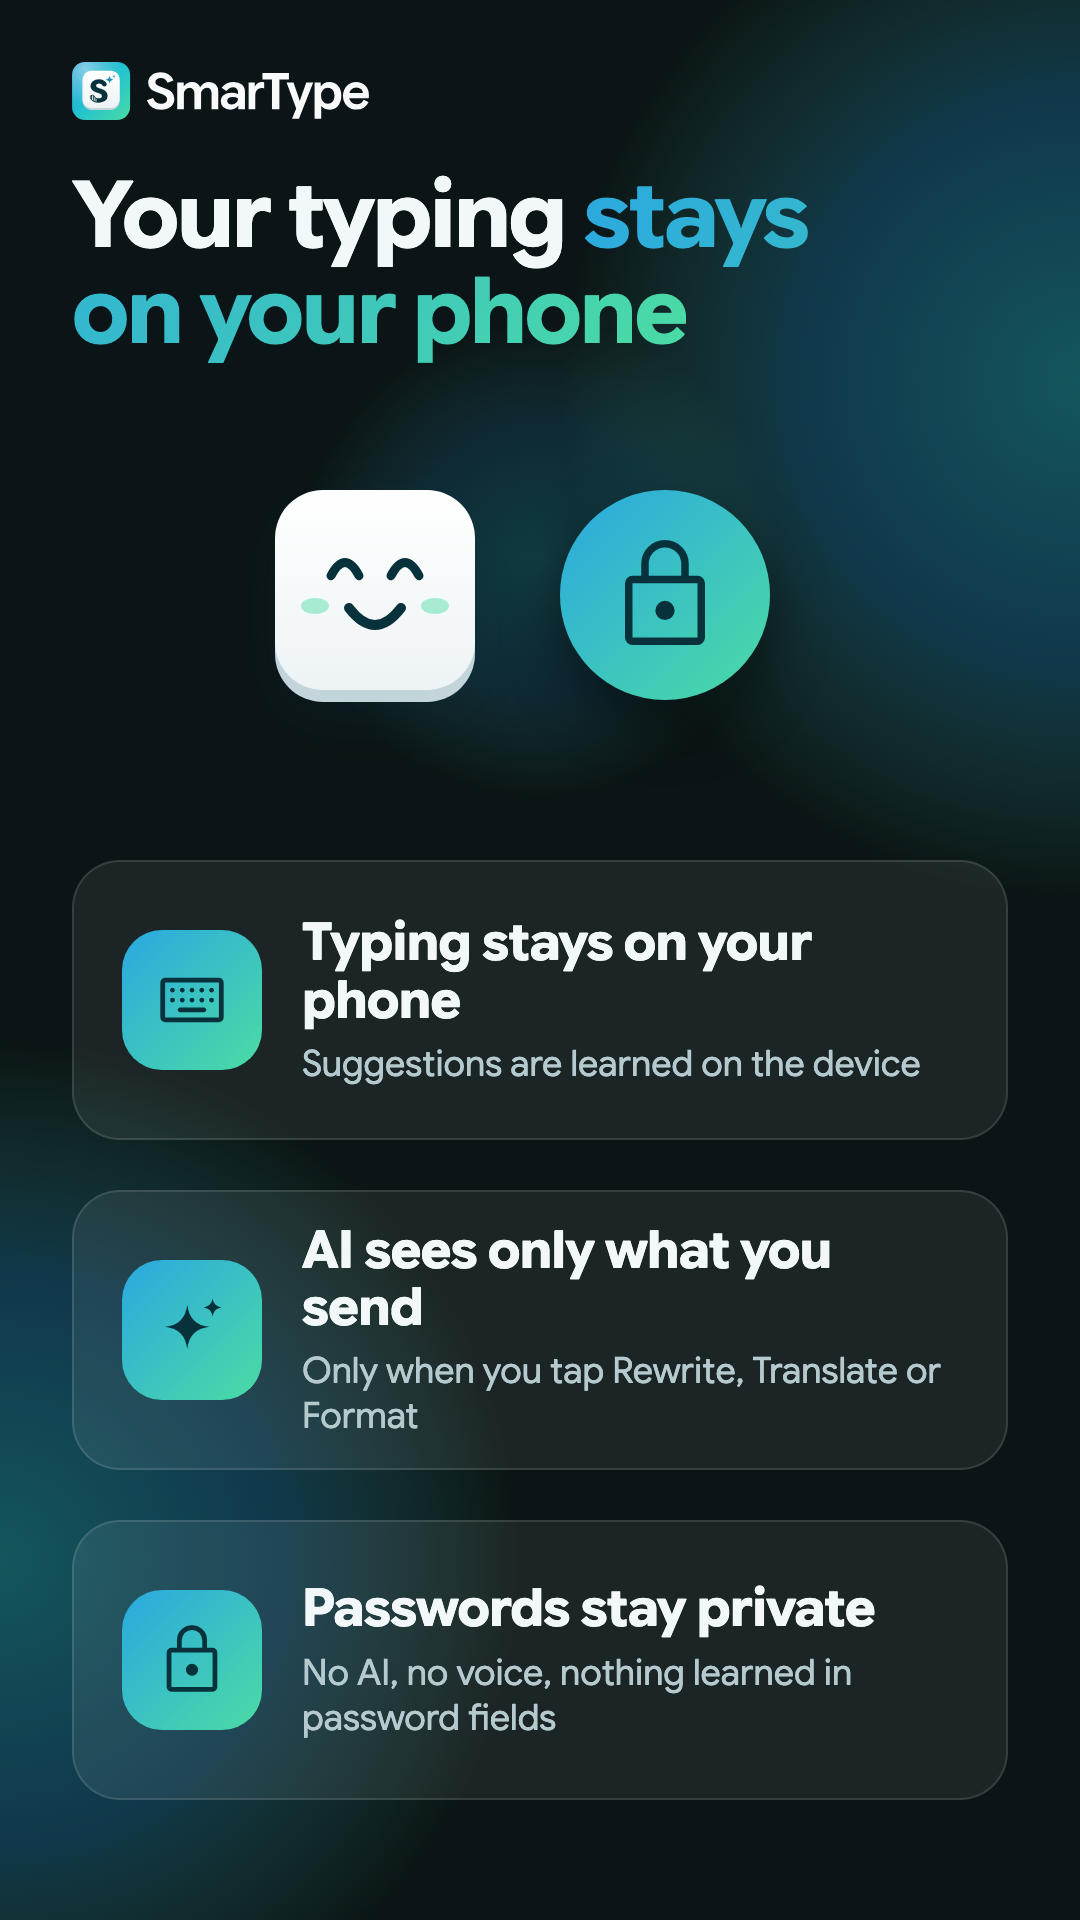 SmarType
Your typing stays
on your phone
Typing stays on your
phone
Suggestions are learned on the device
AI sees only what you
send
Only when you tap Rewrite, Translate or
Format
Passwords stay private
No AI, no voice, nothing learned in
password fields